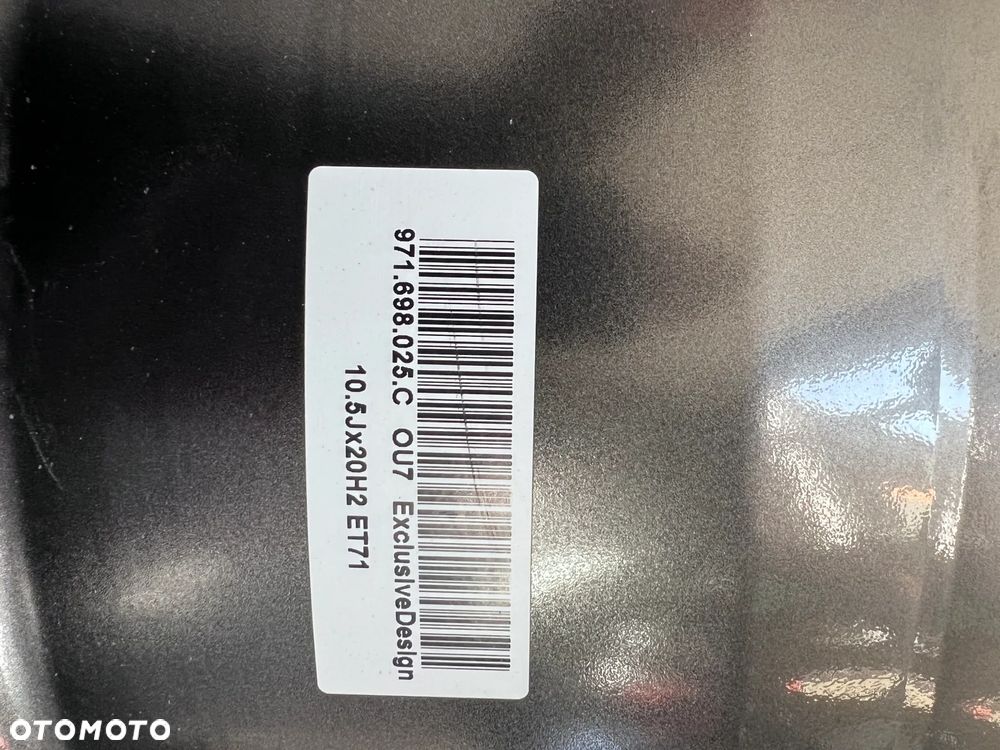 971.698.025.C OU7 ExclusiveDesign
10.5Jx20H2 ET71
OTOMOTO